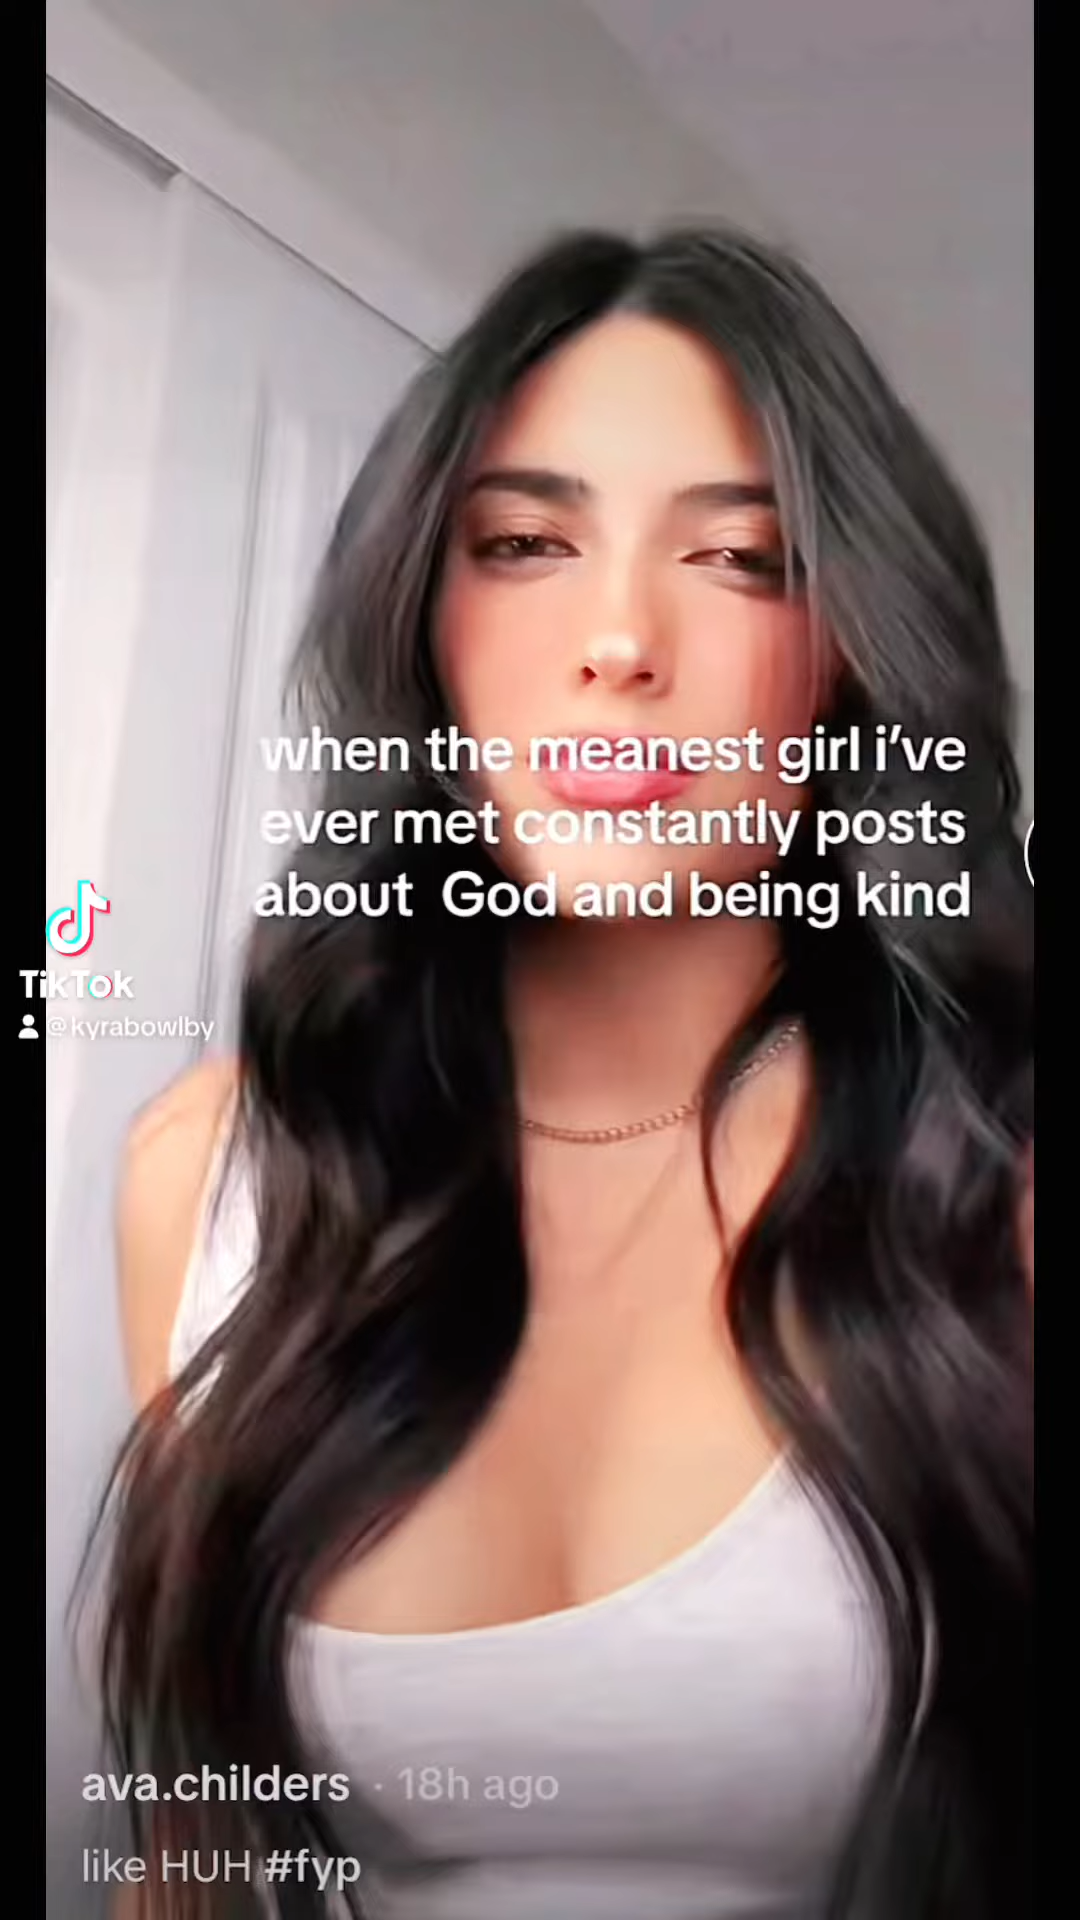 when the meanest girl i've
ever met constantly posts
about  God and being kind
TikTok
@kyrabowlby
ava.childers · 18h ago
like HUH #fyp